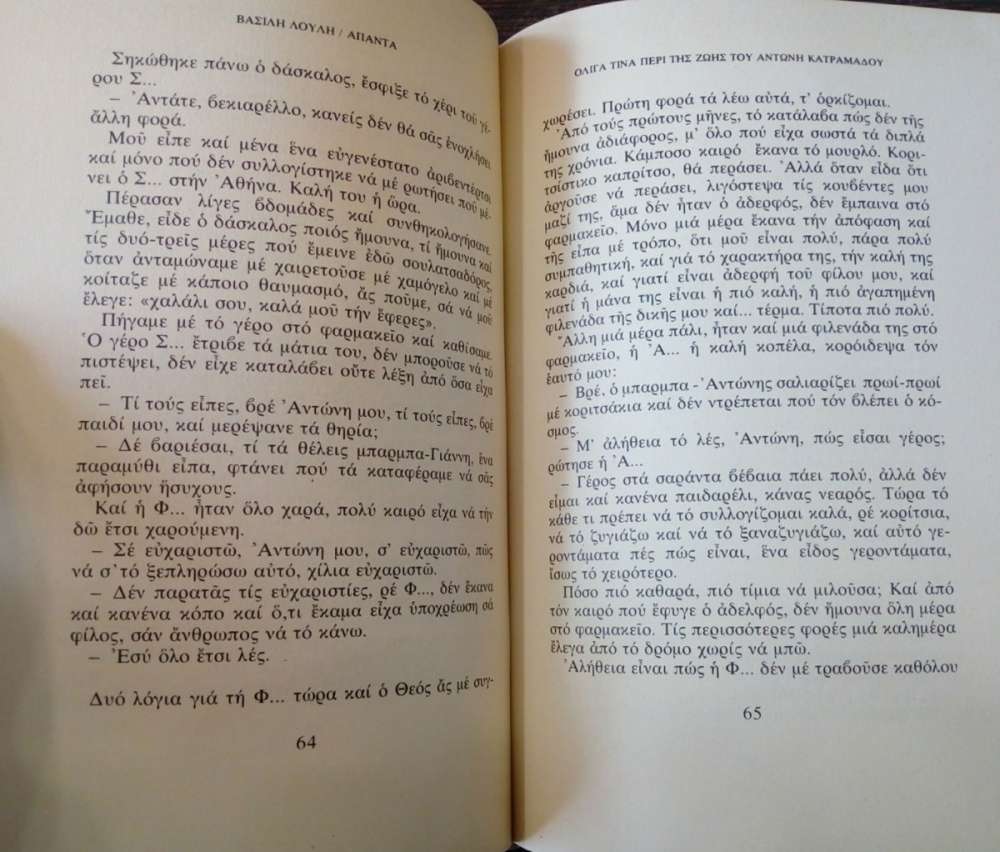 ΒΑΣΙΛΗ ΛΟΥΛΗ / ΑΠΑΝΤΑ
Σηκώθηκε πάνω ὁ δάσκαλος, ἔσφιξε τό χέρι τοῦ γέ-
ρου Σ...
– Ἀντάτε, βεκιαρέλλο, κανείς δέν θά σᾶς ἐνοχλήσει
ἄλλη φορά.
Μοῦ εἶπε καί μένα ἕνα εὐγενέστατο ἀριβεντέρτσι
καί μόνο πού δέν συλλογίστηκε νά μέ ρωτήσει ποῦ μέ-
νει ὁ Σ... στήν Ἀθήνα. Καλή του ἡ ὥρα.
Πέρασαν λίγες βδομάδες καί συνθηκολογήσανε.
Ἔμαθε, εἶδε ὁ δάσκαλος ποιός ἤμουνα, τί ἤμουνα καί
τίς δυό-τρεῖς μέρες πού ἔμεινε ἐδῶ σουλατσαδόρος,
ὅταν ἀνταμώναμε μέ χαιρετοῦσε μέ χαμόγελο καί μέ
κοίταζε μέ κάποιο θαυμασμό, ἄς ποῦμε, σά νά μοῦ
ἔλεγε: «χαλάλι σου, καλά μοῦ τήν ἔφερες».
Πήγαμε μέ τό γέρο στό φαρμακεῖο καί καθίσαμε.
Ὁ γέρο Σ... ἔτριβε τά μάτια του, δέν μποροῦσε νά τό
πιστέψει, δέν εἶχε καταλάβει οὔτε λέξη ἀπό ὅσα εἶχα
πεῖ.
– Τί τούς εἶπες, βρέ Ἀντώνη μου, τί τούς εἶπες, βρέ
παιδί μου, καί μερέψανε τά θηρία;
– Δέ βαριέσαι, τί τά θέλεις μπαρμπα-Γιάννη, ἕνα
παραμύθι εἶπα, φτάνει πού τά καταφέραμε νά σᾶς
ἀφήσουν ἥσυχους.
Καί ἡ Φ... ἦταν ὅλο χαρά, πολύ καιρό εἶχα νά τήν
δῶ ἔτσι χαρούμενη.
– Σέ εὐχαριστῶ, Ἀντώνη μου, σ' εὐχαριστῶ, πῶς
νά σ'τό ξεπληρώσω αὐτό, χίλια εὐχαριστῶ.
– Δέν παρατᾶς τίς εὐχαριστίες, ρέ Φ..., δέν ἔκανα
καί κανένα κόπο καί ὅ,τι ἔκαμα εἶχα ὑποχρέωση σά
φίλος, σάν ἄνθρωπος νά τό κάνω.
– Ἐσύ ὅλο ἔτσι λές.
Δυό λόγια γιά τή Φ... τώρα καί ὁ Θεός ἄς μέ συγ-
64
ΟΛΙΓΑ ΤΙΝΑ ΠΕΡΙ ΤΗΣ ΖΩΗΣ ΤΟΥ ΑΝΤΩΝΗ ΚΑΤΡΑΜΑΔΟΥ
χωρέσει. Πρώτη φορά τά λέω αὐτά, τ' ὁρκίζομαι.
Ἀπό τούς πρώτους μῆνες, τό κατάλαβα πώς δέν τῆς
ἤμουνα ἀδιάφορος, μ' ὅλο πού εἶχα σωστά τά διπλά
της χρόνια. Κάμποσο καιρό ἔκανα τό μουρλό. Κορι-
τσίστικο καπρίτσο, θά περάσει. Ἀλλά ὅταν εἶδα ὅτι
ἀργοῦσε νά περάσει, λιγόστεψα τίς κουβέντες μου
μαζί της, ἅμα δέν ἦταν ὁ ἀδερφός, δέν ἔμπαινα στό
φαρμακεῖο. Μόνο μιά μέρα ἔκανα τήν ἀπόφαση καί
τῆς εἶπα μέ τρόπο, ὅτι μοῦ εἶναι πολύ, πάρα πολύ
συμπαθητική, καί γιά τό χαρακτήρα της, τήν καλή της
καρδιά, καί γιατί εἶναι ἀδερφή τοῦ φίλου μου, καί
γιατί ἡ μάνα της εἶναι ἡ πιό καλή, ἡ πιό ἀγαπημένη
φιλενάδα τῆς δικῆς μου καί... τέρμα. Τίποτα πιό πολύ.
Ἄλλη μιά μέρα πάλι, ἦταν καί μιά φιλενάδα της στό
φαρμακεῖο, ἡ Α... ἡ καλή κοπέλα, κορόιδεψα τόν
ἑαυτό μου:
– Βρέ, ὁ μπαρμπα -Ἀντώνης σαλιαρίζει πρωί-πρωί
μέ κοριτσάκια καί δέν ντρέπεται πού τόν βλέπει ὁ κό-
σμος.
– Μ' ἀλήθεια τό λές, Ἀντώνη, πώς εἶσαι γέρος;
ρώτησε ἡ Α...
– Γέρος στά σαράντα βέβαια πάει πολύ, ἀλλά δέν
εἶμαι καί κανένα παιδαρέλι, κάνας νεαρός. Τώρα τό
κάθε τι πρέπει νά τό συλλογίζομαι καλά, ρέ κορίτσια,
νά τό ζυγιάζω καί νά τό ξαναζυγιάζω, καί αὐτό γε-
ροντάματα πές πώς εἶναι, ἕνα εἶδος γεροντάματα,
ἴσως τό χειρότερο.
Πόσο πιό καθαρά, πιό τίμια νά μιλοῦσα; Καί ἀπό
τόν καιρό πού ἔφυγε ὁ ἀδελφός, δέν ἤμουνα ὅλη μέρα
στό φαρμακεῖο. Τίς περισσότερες φορές μιά καλημέρα
ἔλεγα ἀπό τό δρόμο χωρίς νά μπῶ.
Ἀλήθεια εἶναι πώς ἡ Φ... δέν μέ τραβοῦσε καθόλου
65